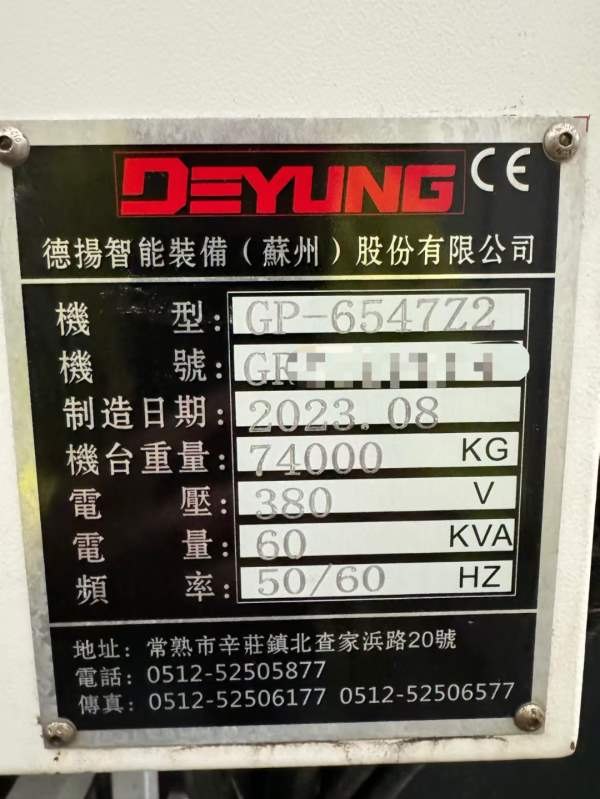 DEYUNG CE
德揚智能裝備（蘇州）股份有限公司
機 型: GP-6547Z2
機 號:
制造日期: 2023.08
機台重量: 74000 KG
電 壓: 380 V
電 量: 60 KVA
頻 率: 50/60 HZ
地址: 常熟市辛莊鎮北查家浜路20號
電話: 0512-52505877
傳真: 0512-52506177 0512-52506577